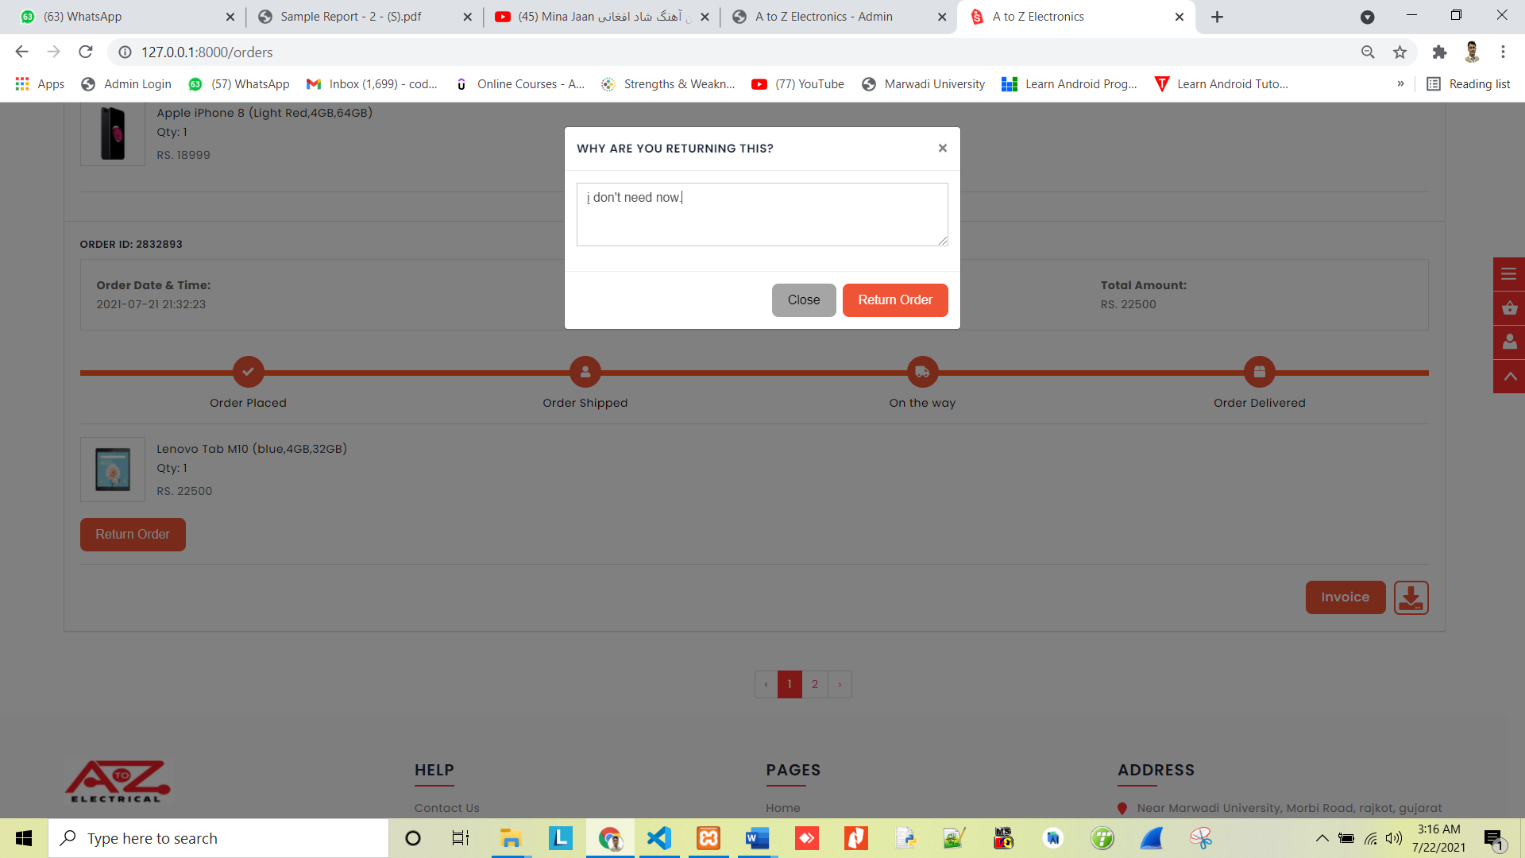 (63) WhatsApp
Sample Report - 2 - (S).pdf
(45) Mina Jaan آهنگ شاد افغانی
A to Z Electronics - Admin
A to Z Electronics
127.0.0.1:8000/orders
Apps
Admin Login
63
(57) WhatsApp
Inbox (1,699) - cod...
Online Courses - A...
Strengths & Weakn...
(77) YouTube
Marwadi University
Learn Android Prog...
Learn Android Tuto...
»
Reading list
Apple iPhone 8 (Light Red,4GB,64GB)
Qty: 1
RS. 18999
WHY ARE YOU RETURNING THIS?
×
i don't need now.
Close
Return Order
ORDER ID: 2832893
Order Date & Time:
2021-07-21 21:32:23
Total Amount:
RS. 22500
Order Placed
Order Shipped
On the way
Order Delivered
Lenovo Tab M10 (blue,4GB,32GB)
Qty: 1
RS. 22500
Return Order
Invoice
‹ 1 2 ›
A TO Z
ELECTRICAL
HELP
PAGES
ADDRESS
Contact Us
Home
Near Marwadi University, Morbi Road, rajkot, gujarat
Type here to search
3:16 AM
7/22/2021
1